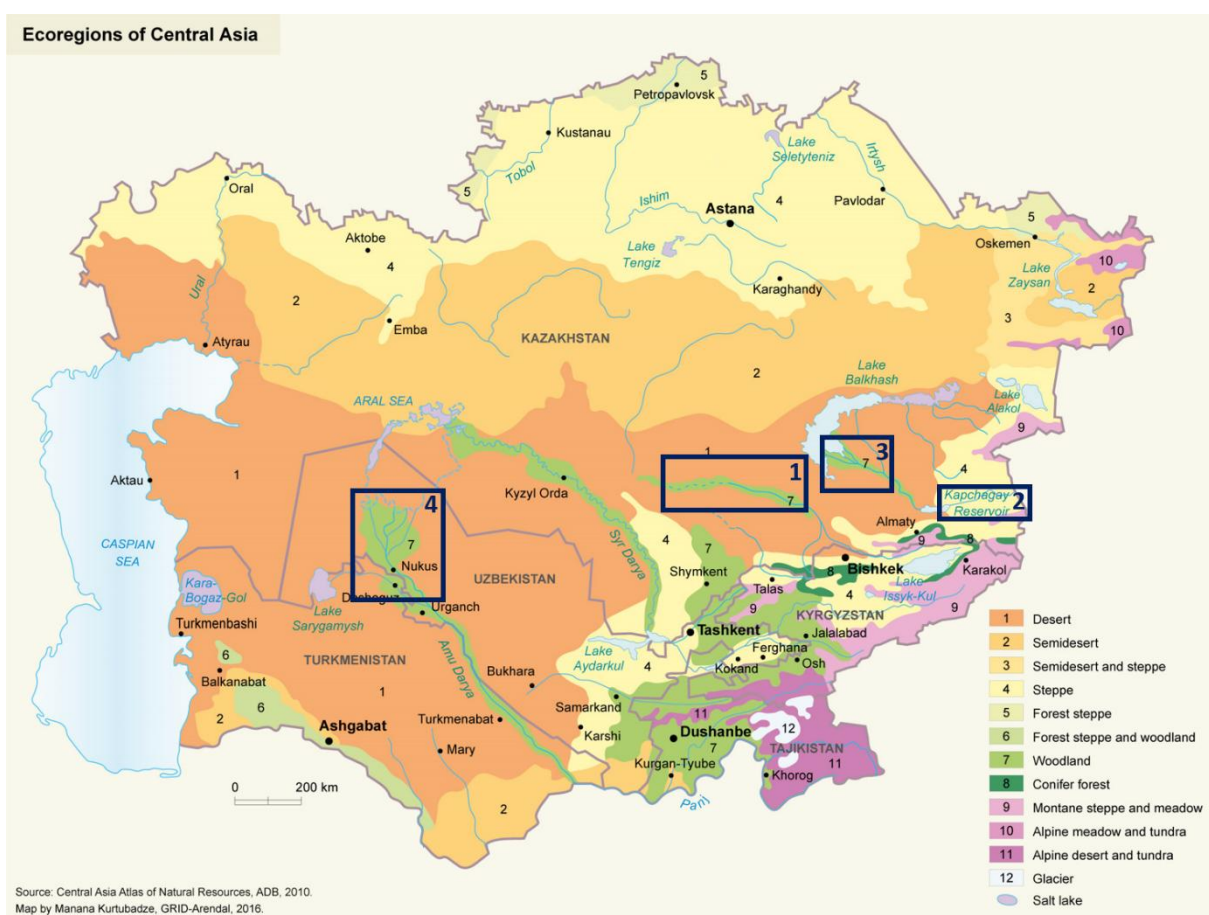 Ecoregions of Central Asia
5
Petropavlovsk
Kustanau
Lake
Seletyteniz
Irtysh
Tobol
5
Oral
Ishim
Astana
4
Pavlodar
5
Oskemen
Aktobe
4
Lake
Tengiz
10
Lake
Zaysan
2
Ural
2
Karaghandy
3
Emba
KAZAKHSTAN
10
Atyrau
2
Lake
Balkhash
Lake
Alakol
ARAL SEA
9
1
1
3
7
4
Aktau
1
Kyzyl Orda
7
Kapchagay
Reservoir
2
4
Syr Darya
Almaty
9
8
CASPIAN
SEA
7
Nukus
UZBEKISTAN
4
7
Shymkent
Bishkek
8
Talas
Karakol
Kara-
Bogaz-Gol
Lake
Sarygamysh
Dashoguz
Urganch
Lake
Issyk-Kul
4
9
KYRGYZSTAN
9
Turkmenbashi
Tashkent
Jalalabad
TURKMENISTAN
Amu Darya
Lake
Aydarkul
Ferghana
6
Bukhara
4
Kokand
Osh
Balkanabat
1
Samarkand
11
2
6
Ashgabat
Turkmenabat
Karshi
Dushanbe
12
Mary
7
TAJIKISTAN
Kurgan-Tyube
11
Khorog
0
200 km
2
Panj
1 Desert
2 Semidesert
3 Semidesert and steppe
4 Steppe
5 Forest steppe
6 Forest steppe and woodland
7 Woodland
8 Conifer forest
9 Montane steppe and meadow
10 Alpine meadow and tundra
11 Alpine desert and tundra
12 Glacier
Salt lake
Source: Central Asia Atlas of Natural Resources, ADB, 2010.
Map by Manana Kurtubadze, GRID-Arendal, 2016.